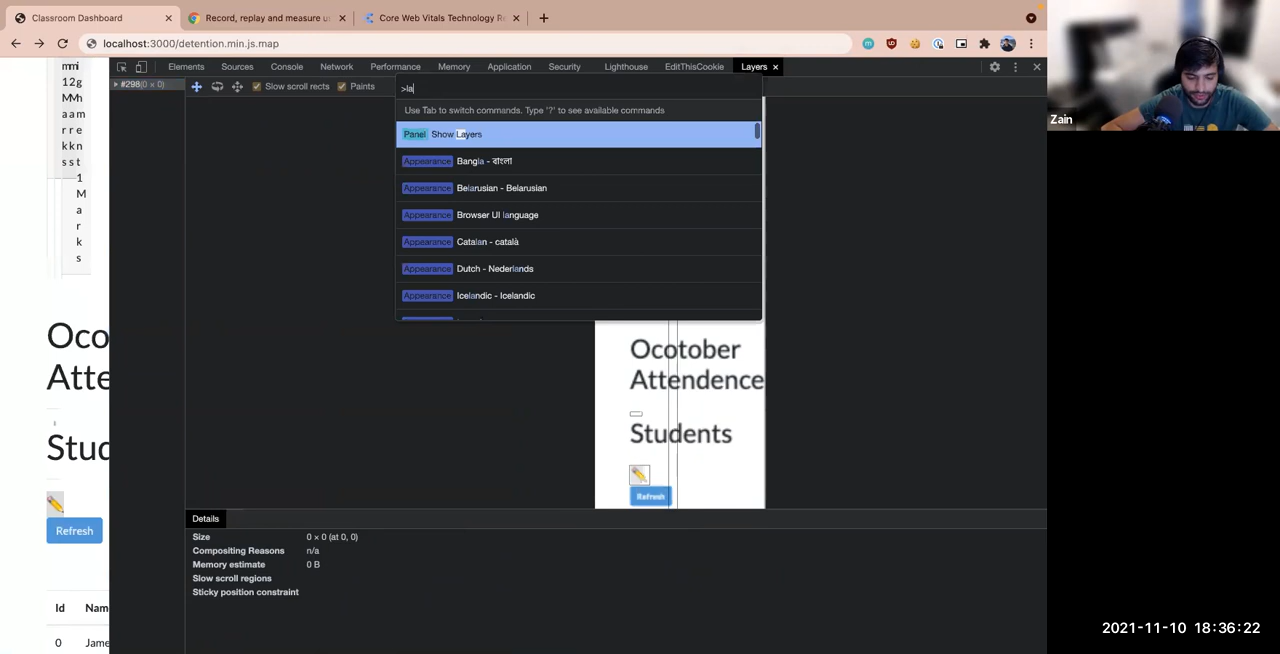 Classroom Dashboard
Record, replay and measure u
Core Web Vitals Technology Re
localhost:3000/detention.min.js.map
Elements Sources Console Network Performance Memory Application Security Lighthouse EditThisCookie Layers
#298(0 × 0)
Slow scroll rects Paints
>la
Use Tab to switch commands. Type '?' to see available commands
Panel Show Layers
Appearance Bangla - বাংলা
Appearance Belarusian - Belarusian
Appearance Browser UI language
Appearance Catalan - català
Appearance Dutch - Nederlands
Appearance Icelandic - Icelandic
Ocotober
Attendence
Students
Refresh
Details
Size 0 × 0 (at 0, 0)
Compositing Reasons n/a
Memory estimate 0 B
Slow scroll regions
Sticky position constraint
12g
1
M
a
r
k
s
Oco
Atte
Stud
Refresh
Id Nam
0 Jame
Zain
2021-11-10 18:36:22